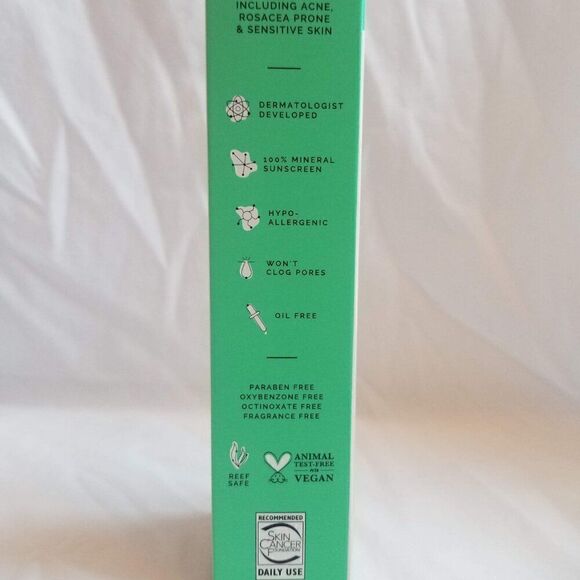 INCLUDING ACNE,
ROSACEA PRONE
& SENSITIVE SKIN
DERMATOLOGIST
DEVELOPED
100% MINERAL
SUNSCREEN
HYPO-
ALLERGENIC
WON'T
CLOG PORES
OIL FREE
PARABEN FREE
OXYBENZONE FREE
OCTINOXATE FREE
FRAGRANCE FREE
REEF
SAFE
ANIMAL
TEST-FREE
VEGAN
RECOMMENDED
SKIN
CANCER
FOUNDATION
DAILY USE